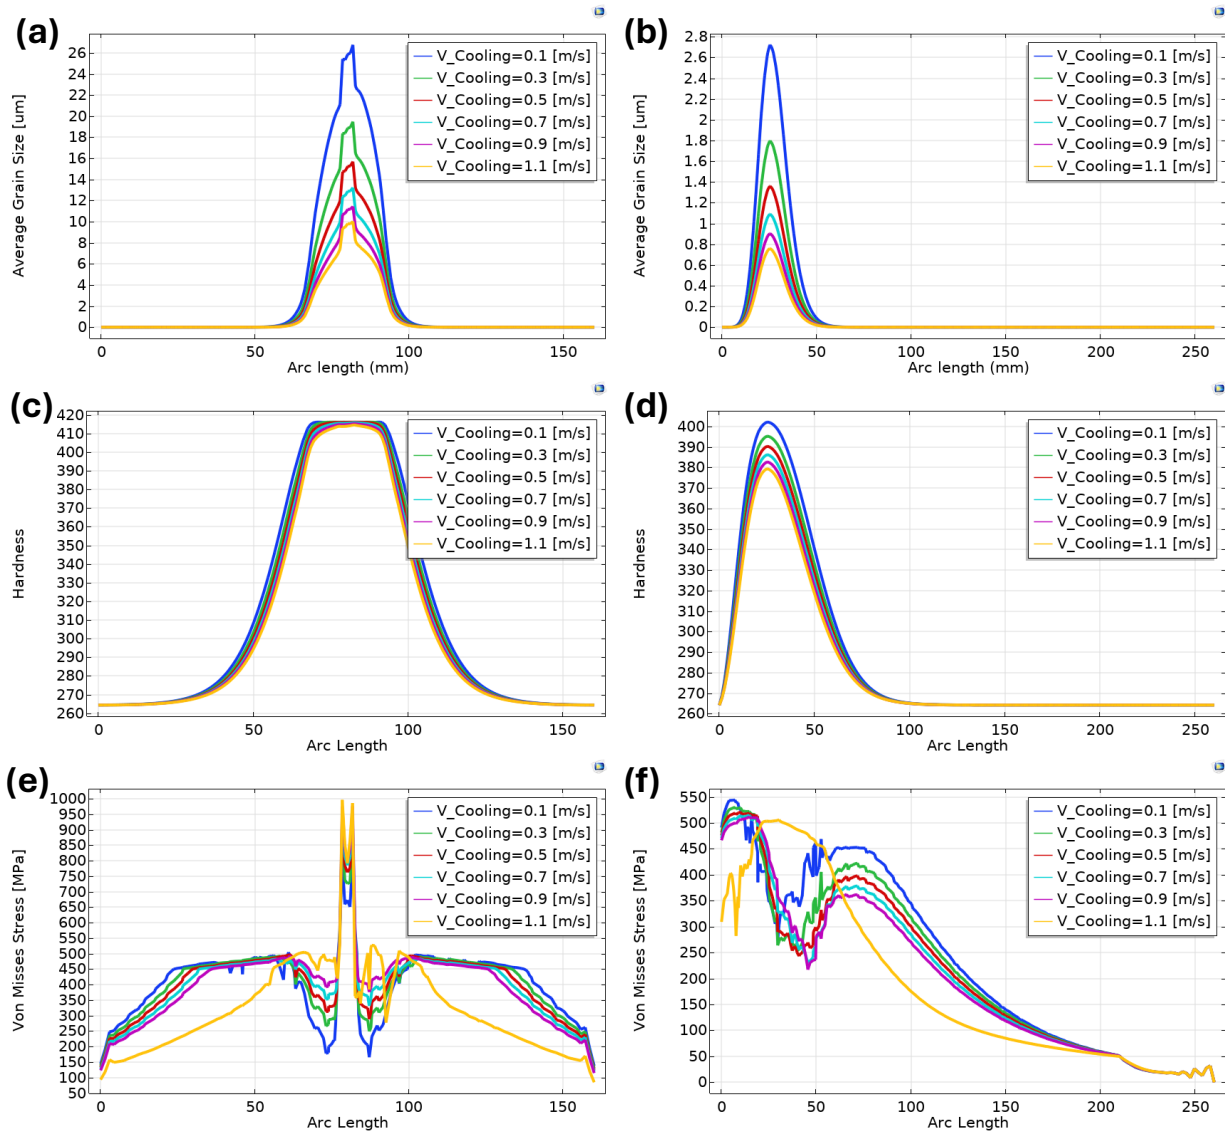 (a)
Average Grain Size [um]
26
24
22
20
18
16
14
12
10
8
6
4
2
0
V_Cooling=0.1 [m/s]
V_Cooling=0.3 [m/s]
V_Cooling=0.5 [m/s]
V_Cooling=0.7 [m/s]
V_Cooling=0.9 [m/s]
V_Cooling=1.1 [m/s]
0 50 100 150
Arc length (mm)
(b)
Average Grain Size [um]
2.8
2.6
2.4
2.2
2
1.8
1.6
1.4
1.2
1
0.8
0.6
0.4
0.2
0
V_Cooling=0.1 [m/s]
V_Cooling=0.3 [m/s]
V_Cooling=0.5 [m/s]
V_Cooling=0.7 [m/s]
V_Cooling=0.9 [m/s]
V_Cooling=1.1 [m/s]
0 50 100 150 200 250
Arc length (mm)
(c)
Hardness
420
410
400
390
380
370
360
350
340
330
320
310
300
290
280
270
260
V_Cooling=0.1 [m/s]
V_Cooling=0.3 [m/s]
V_Cooling=0.5 [m/s]
V_Cooling=0.7 [m/s]
V_Cooling=0.9 [m/s]
V_Cooling=1.1 [m/s]
0 50 100 150
Arc Length
(d)
Hardness
400
390
380
370
360
350
340
330
320
310
300
290
280
270
260
V_Cooling=0.1 [m/s]
V_Cooling=0.3 [m/s]
V_Cooling=0.5 [m/s]
V_Cooling=0.7 [m/s]
V_Cooling=0.9 [m/s]
V_Cooling=1.1 [m/s]
0 50 100 150 200 250
Arc Length
(e)
Von Misses Stress [MPa]
1000
950
900
850
800
750
700
650
600
550
500
450
400
350
300
250
200
150
100
50
V_Cooling=0.1 [m/s]
V_Cooling=0.3 [m/s]
V_Cooling=0.5 [m/s]
V_Cooling=0.7 [m/s]
V_Cooling=0.9 [m/s]
V_Cooling=1.1 [m/s]
0 50 100 150
Arc Length
(f)
Von Misses Stress [MPa]
550
500
450
400
350
300
250
200
150
100
50
0
V_Cooling=0.1 [m/s]
V_Cooling=0.3 [m/s]
V_Cooling=0.5 [m/s]
V_Cooling=0.7 [m/s]
V_Cooling=0.9 [m/s]
V_Cooling=1.1 [m/s]
0 50 100 150 200 250
Arc Length